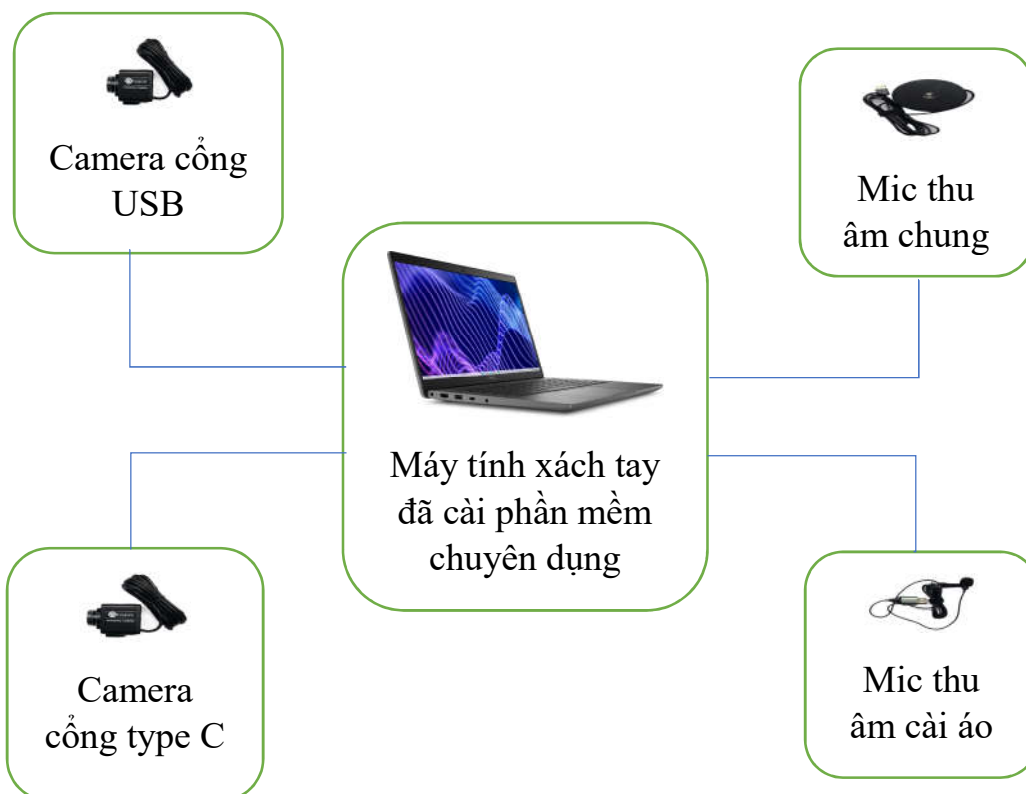 Camera cổng
USB
Mic thu
âm chung
Máy tính xách tay
đã cài phần mềm
chuyên dụng
Camera
cổng type C
Mic thu
âm cài áo